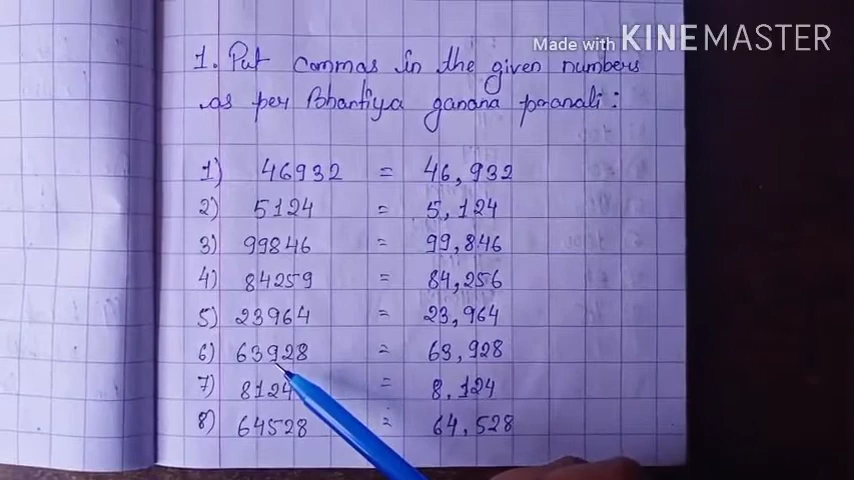 Made with KINEMASTER
1. Put commas in the given numbers
as per Bhartiya ganana pranali :
1) 46932 = 46,932
2) 5124 = 5,124
3) 99846 = 99,846
4) 84259 = 84,256
5) 23964 = 23,964
6) 63928 = 63,928
7) 8124 = 8,124
8) 64528 = 64,528